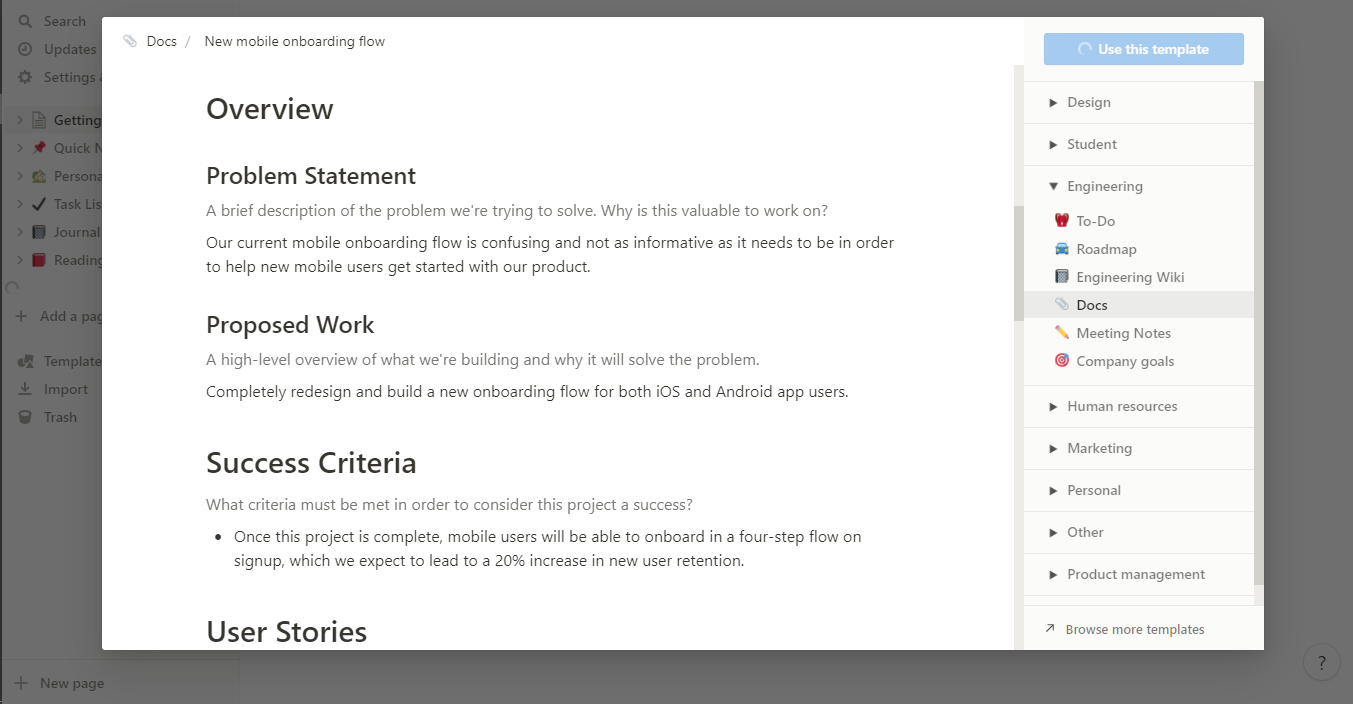 Search
Updates
Settings
Getting
Quick N
Persona
Task Lis
Journal
Reading
Add a pag
Template
Import
Trash
New page
Docs / New mobile onboarding flow
Overview
Problem Statement
A brief description of the problem we're trying to solve. Why is this valuable to work on?
Our current mobile onboarding flow is confusing and not as informative as it needs to be in order
to help new mobile users get started with our product.
Proposed Work
A high-level overview of what we're building and why it will solve the problem.
Completely redesign and build a new onboarding flow for both iOS and Android app users.
Success Criteria
What criteria must be met in order to consider this project a success?
• Once this project is complete, mobile users will be able to onboard in a four-step flow on
signup, which we expect to lead to a 20% increase in new user retention.
User Stories
Use this template
Design
Student
Engineering
To-Do
Roadmap
Engineering Wiki
Docs
Meeting Notes
Company goals
Human resources
Marketing
Personal
Other
Product management
Browse more templates
?